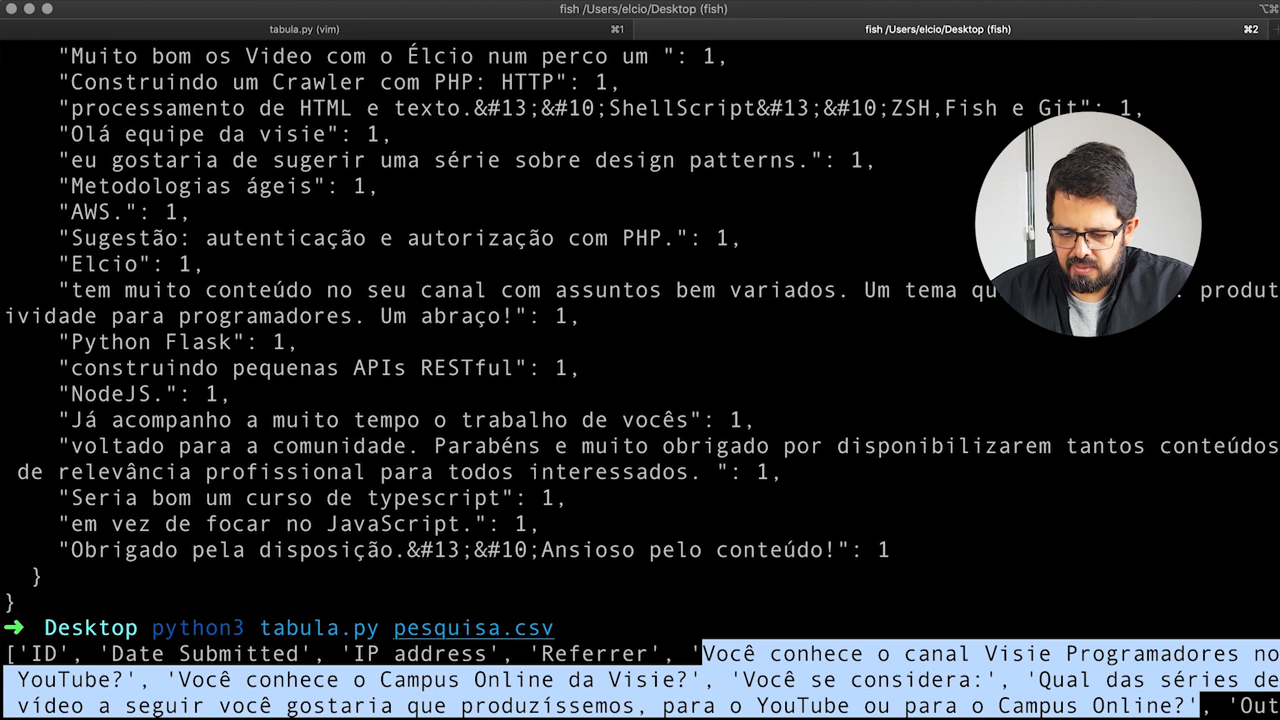 fish /Users/elcio/Desktop (fish)
⌥⌘
tabula.py (vim) ⌘1 fish /Users/elcio/Desktop (fish) ⌘2
"Muito bom os Video com o Élcio num perco um ": 1,
"Construindo um Crawler com PHP: HTTP": 1,
"processamento de HTML e texto.&#13;&#10;ShellScript&#13;&#10;ZSH,Fish e Git": 1,
"Olá equipe da visie": 1,
"eu gostaria de sugerir uma série sobre design patterns.": 1,
"Metodologias ágeis": 1,
"AWS.": 1,
"Sugestão: autenticação e autorização com PHP.": 1,
"Elcio": 1,
"tem muito conteúdo no seu canal com assuntos bem variados. Um tema produt
ividade para programadores. Um abraço!": 1,
"Python Flask": 1,
"construindo pequenas APIs RESTful": 1,
"NodeJS.": 1,
"Já acompanho a muito tempo o trabalho de vocês": 1,
"voltado para a comunidade. Parabéns e muito obrigado por disponibilizarem tantos conteúdos
de relevância profissional para todos interessados. ": 1,
"Seria bom um curso de typescript": 1,
"em vez de focar no JavaScript.": 1,
"Obrigado pela disposição.&#13;&#10;Ansioso pelo conteúdo!": 1
}
}
➜ Desktop python3 tabula.py pesquisa.csv
['ID', 'Date Submitted', 'IP address', 'Referrer', 'Você conhece o canal Visie Programadores no
YouTube?', 'Você conhece o Campus Online da Visie?', 'Você se considera:', 'Qual das séries de
vídeo a seguir você gostaria que produzíssemos, para o YouTube ou para o Campus Online?', 'Out